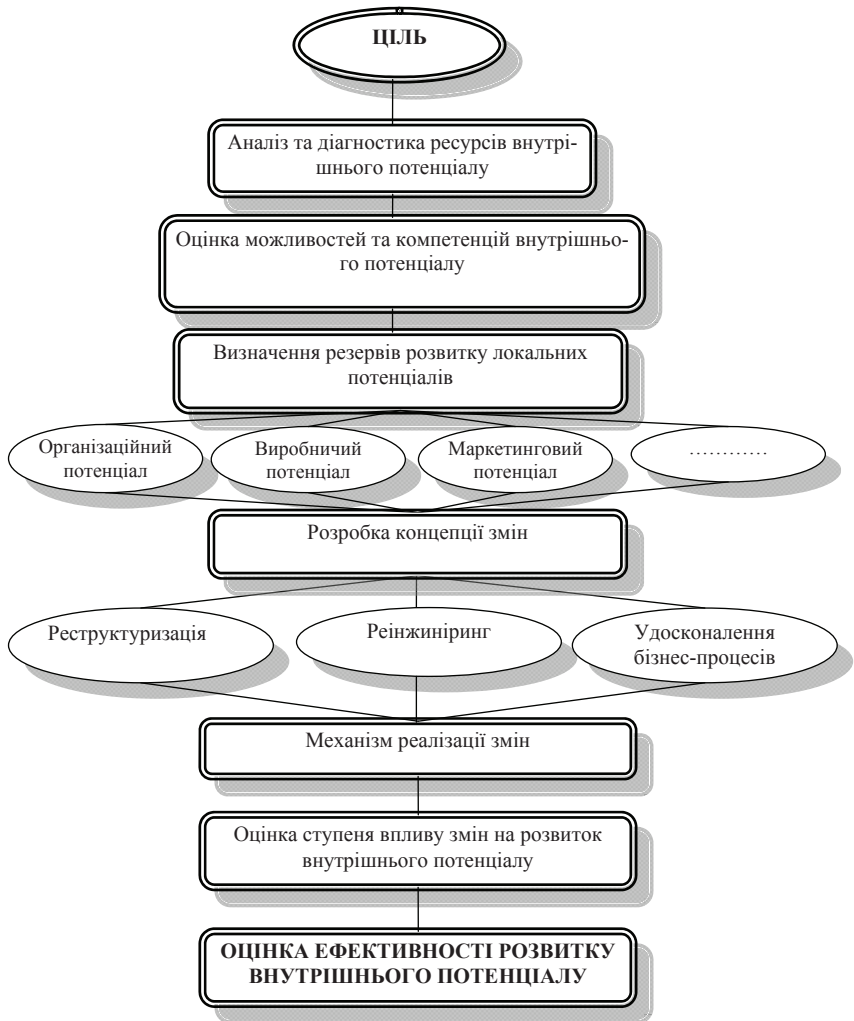 ЦІЛЬ
Аналіз та діагностика ресурсів внутрі-
шнього потенціалу
Оцінка можливостей та компетенцій внутрішньо-
го потенціалу
Визначення резервів розвитку локальних
потенціалів
Організаційний
потенціал
Виробничий
потенціал
Маркетинговий
потенціал
…………
Розробка концепції змін
Реструктуризація
Реінжиніринг
Удосконалення
бізнес-процесів
Механізм реалізації змін
Оцінка ступеня впливу змін на розвиток
внутрішнього потенціалу
ОЦІНКА ЕФЕКТИВНОСТІ РОЗВИТКУ
ВНУТРІШНЬОГО ПОТЕНЦІАЛУ